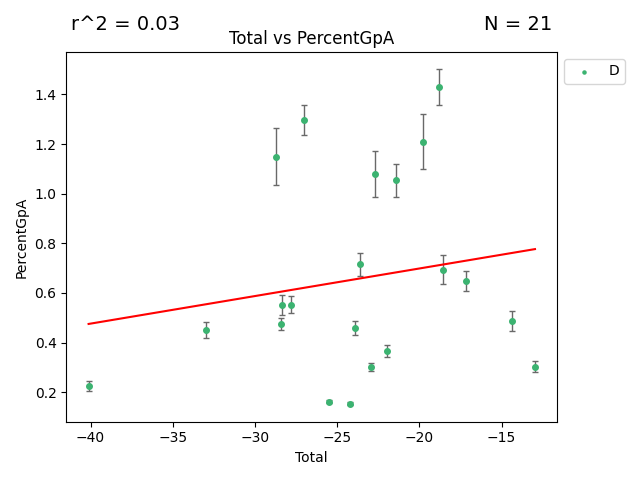 r^2 = 0.03
N = 21
Total vs PercentGpA
D
PercentGpA
1.4
1.2
1.0
0.8
0.6
0.4
0.2
−40
−35
−30
−25
−20
−15
Total